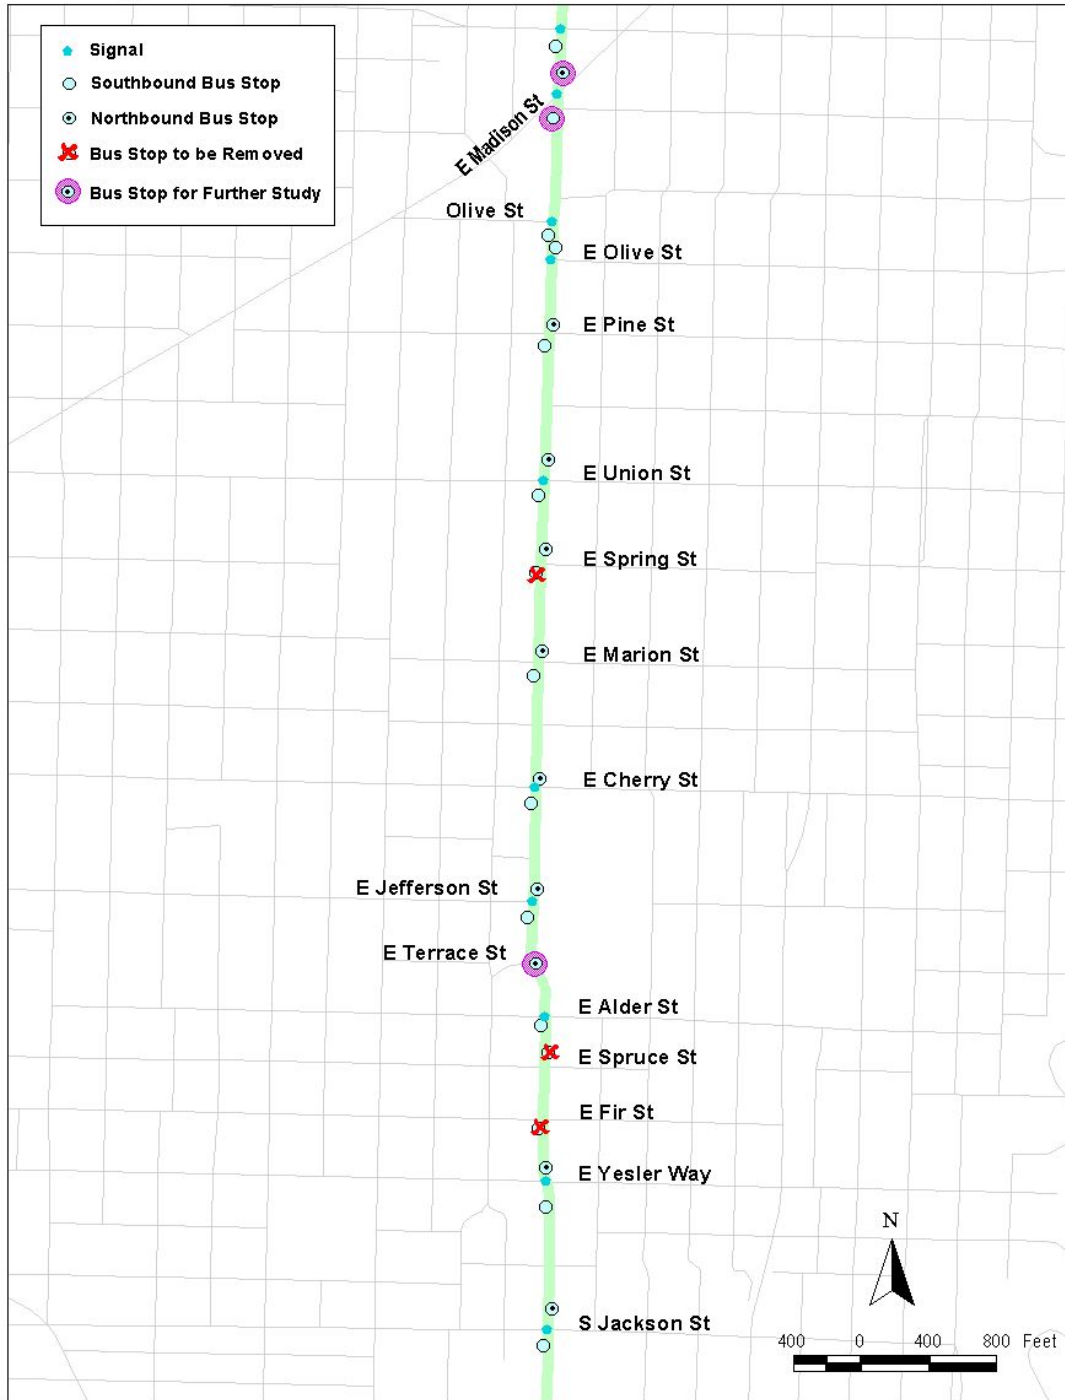 Signal
Southbound Bus Stop
Northbound Bus Stop
Bus Stop to be Removed
Bus Stop for Further Study
E Madison St
Olive St
E Olive St
E Pine St
E Union St
E Spring St
E Marion St
E Cherry St
E Jefferson St
E Terrace St
E Alder St
E Spruce St
E Fir St
E Yesler Way
N
S Jackson St
400 0 400 800 Feet